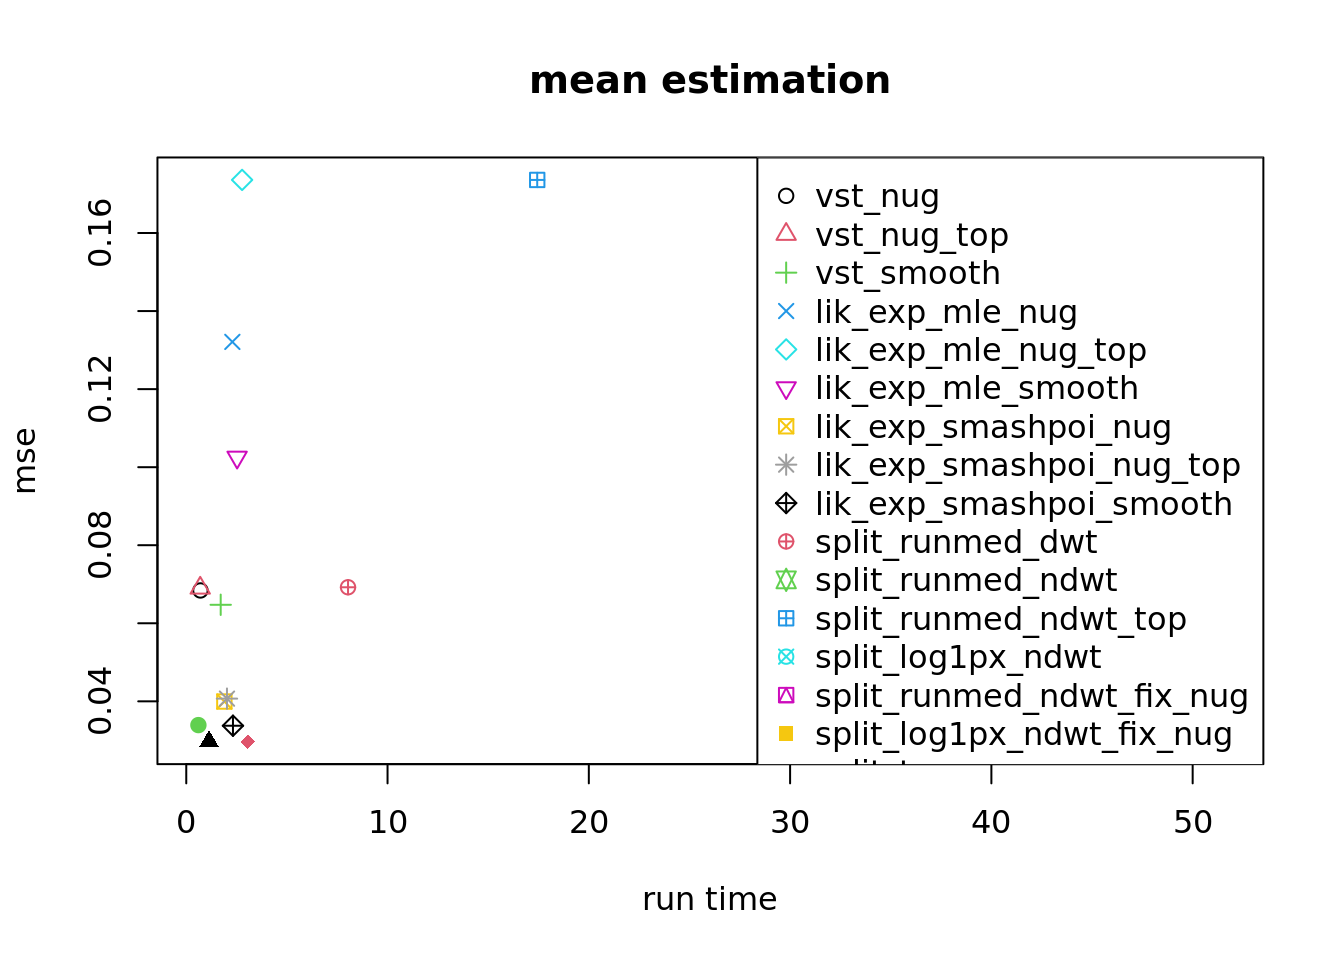 mean estimation
mse
0.16
0.12
0.08
0.04
0 10 20 30 40 50
run time
vst_nug
vst_nug_top
vst_smooth
lik_exp_mle_nug
lik_exp_mle_nug_top
lik_exp_mle_smooth
lik_exp_smashpoi_nug
lik_exp_smashpoi_nug_top
lik_exp_smashpoi_smooth
split_runmed_dwt
split_runmed_ndwt
split_runmed_ndwt_top
split_log1px_ndwt
split_runmed_ndwt_fix_nug
split_log1px_ndwt_fix_nug